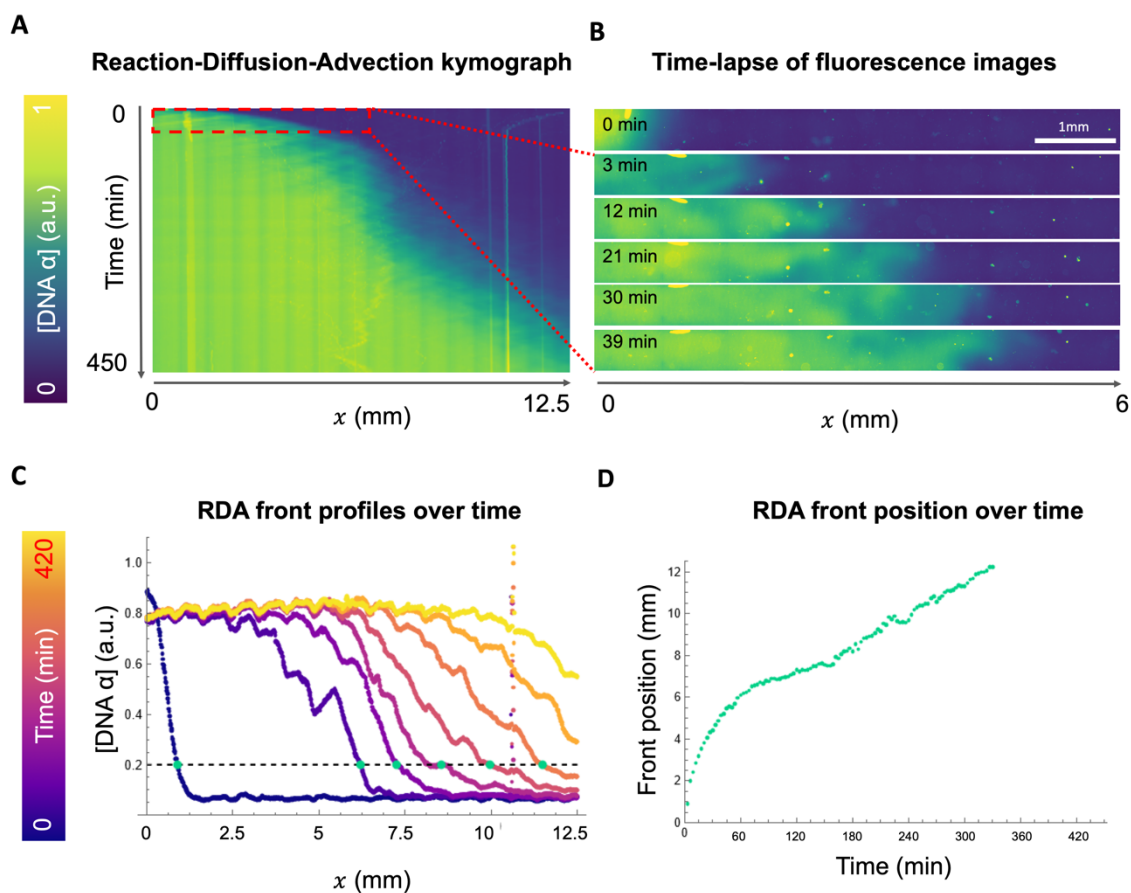 A
Reaction-Diffusion-Advection kymograph
0 [DNA α] (a.u.) 1
0
Time (min)
450
0
12.5
x (mm)
B
Time-lapse of fluorescence images
0 min
1mm
3 min
12 min
21 min
30 min
39 min
0
6
x (mm)
C
RDA front profiles over time
0 Time (min) 420
[DNA α] (a.u.)
1.0
0.8
0.6
0.4
0.2
0
2.5
5
7.5
10
12.5
x (mm)
D
RDA front position over time
Front position (mm)
12
10
8
6
4
2
0
0
60
120
180
240
300
360
420
Time (min)